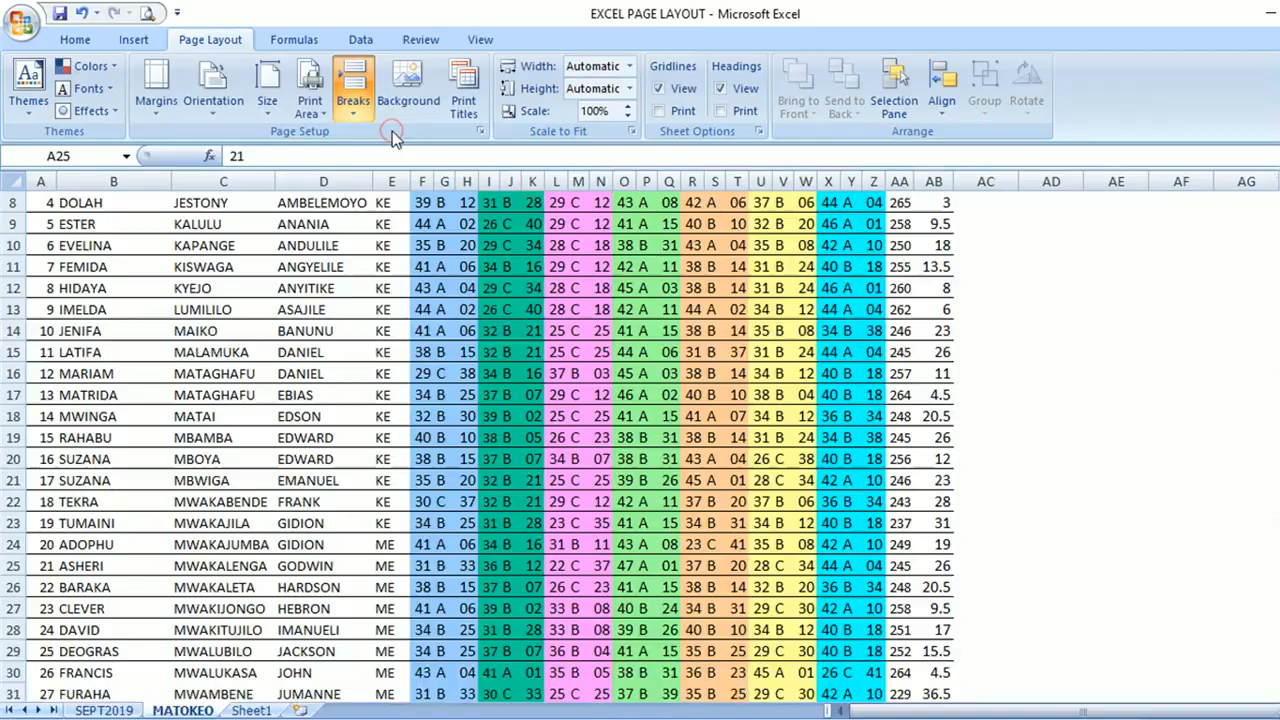 EXCEL PAGE LAYOUT - Microsoft Excel
Home Insert Page Layout Formulas Data Review View
Themes Colors Fonts Effects Margins Orientation Size Print Area Breaks Background Print Titles Width: Automatic Height: Automatic Scale: 100% Gridlines View Print Headings View Print Bring to Front Send to Back Selection Pane Align Group Rotate
Themes Page Setup Scale to Fit Sheet Options Arrange
A25 fx 21
A B C D E F G H I J K L M N O P Q R S T U V W X Y Z AA AB AC AD AE AF AG
8 4 DOLAH JESTONY AMBELEMOYO KE 39 B 12 31 B 28 29 C 12 43 A 08 42 A 06 37 B 06 44 A 04 265 3
9 5 ESTER KALULU ANANIA KE 44 A 02 26 C 40 29 C 12 41 A 15 40 B 10 32 B 20 46 A 01 258 9.5
10 6 EVELINA KAPANGE ANDULILE KE 35 B 20 29 C 34 28 C 18 38 B 31 43 A 04 35 B 08 42 A 10 250 18
11 7 FEMIDA KISWAGA ANGYELILE KE 41 A 06 34 B 16 29 C 12 42 A 11 38 B 14 31 B 24 40 B 18 255 13.5
12 8 HIDAYA KYEJO ANYITIKE KE 43 A 04 29 C 34 28 C 18 45 A 03 38 B 14 31 B 24 46 A 01 260 8
13 9 IMELDA LUMILILO ASAJILE KE 44 A 02 26 C 40 28 C 18 42 A 11 44 A 02 34 B 12 44 A 04 262 6
14 10 JENIFA MAIKO BANUNU KE 41 A 06 32 B 21 25 C 25 41 A 15 38 B 14 35 B 08 34 B 38 246 23
15 11 LATIFA MALAMUKA DANIEL KE 38 B 15 32 B 21 25 C 25 44 A 06 31 B 37 31 B 24 44 A 04 245 26
16 12 MARIAM MATAGHAFU DANIEL KE 29 C 38 34 B 16 37 B 03 45 A 03 38 B 14 34 B 12 40 B 18 257 11
17 13 MATRIDA MATAGHAFU EBIAS KE 34 B 25 37 B 07 29 C 12 46 A 02 40 B 10 38 B 04 40 B 18 264 4.5
18 14 MWINGA MATAI EDSON KE 32 B 30 39 B 02 25 C 25 41 A 15 41 A 07 34 B 12 36 B 34 248 20.5
19 15 RAHABU MBAMBA EDWARD KE 40 B 10 38 B 05 26 C 23 38 B 31 38 B 14 31 B 24 34 B 38 245 26
20 16 SUZANA MBOYA EDWARD KE 37 B 18 37 B 07 34 B 07 38 B 31 43 A 04 26 C 38 40 B 18 256 12
21 17 SUZANA MBWIGA EMANUEL KE 35 B 20 32 B 21 25 C 25 39 B 26 45 A 01 28 C 34 42 A 10 246 23
22 18 TEKRA MWAKABENDE FRANK KE 30 C 37 32 B 21 29 C 12 42 A 11 37 B 20 37 B 06 36 B 34 243 28
23 19 TUMAINI MWAKAJILA GIDION KE 34 B 25 31 B 28 23 C 35 41 A 15 34 B 31 34 B 12 40 B 18 237 31
24 20 ADOPHU MWAKAJUMBA GIDION ME 41 A 06 34 B 16 31 B 11 43 A 08 23 C 41 35 B 08 42 A 10 249 19
25 21 ASHERI MWAKALENGA GODWIN ME 31 B 33 36 B 12 22 C 37 47 A 01 37 B 20 28 C 34 44 A 04 245 26
26 22 BARAKA MWAKALETA HARDSON ME 38 B 15 37 B 07 26 C 23 41 A 15 38 B 14 32 B 20 36 B 34 248 20.5
27 23 CLEVER MWAKIJONGO HEBRON ME 41 A 06 39 B 02 33 B 08 40 B 24 34 B 31 29 C 30 42 A 10 258 9.5
28 24 DAVID MWAKITUJILO IMANUELI ME 34 B 25 31 B 28 33 B 08 39 B 26 40 B 10 34 B 12 40 B 18 251 17
29 25 DEOGRAS MWALUBILO JACKSON ME 34 B 25 37 B 07 36 B 04 41 A 15 35 B 25 29 C 30 40 B 18 252 15.5
30 26 FRANCIS MWALUKASA JOHN ME 43 A 04 41 A 01 35 B 05 38 B 31 36 B 23 45 A 01 26 C 41 264 4.5
31 27 FURAHA MWAMBENE JUMANNE ME 31 B 33 30 C 33 25 C 25 37 B 39 35 B 25 29 C 30 42 A 10 229 36.5
SEPT2019 MATOKEO Sheet1